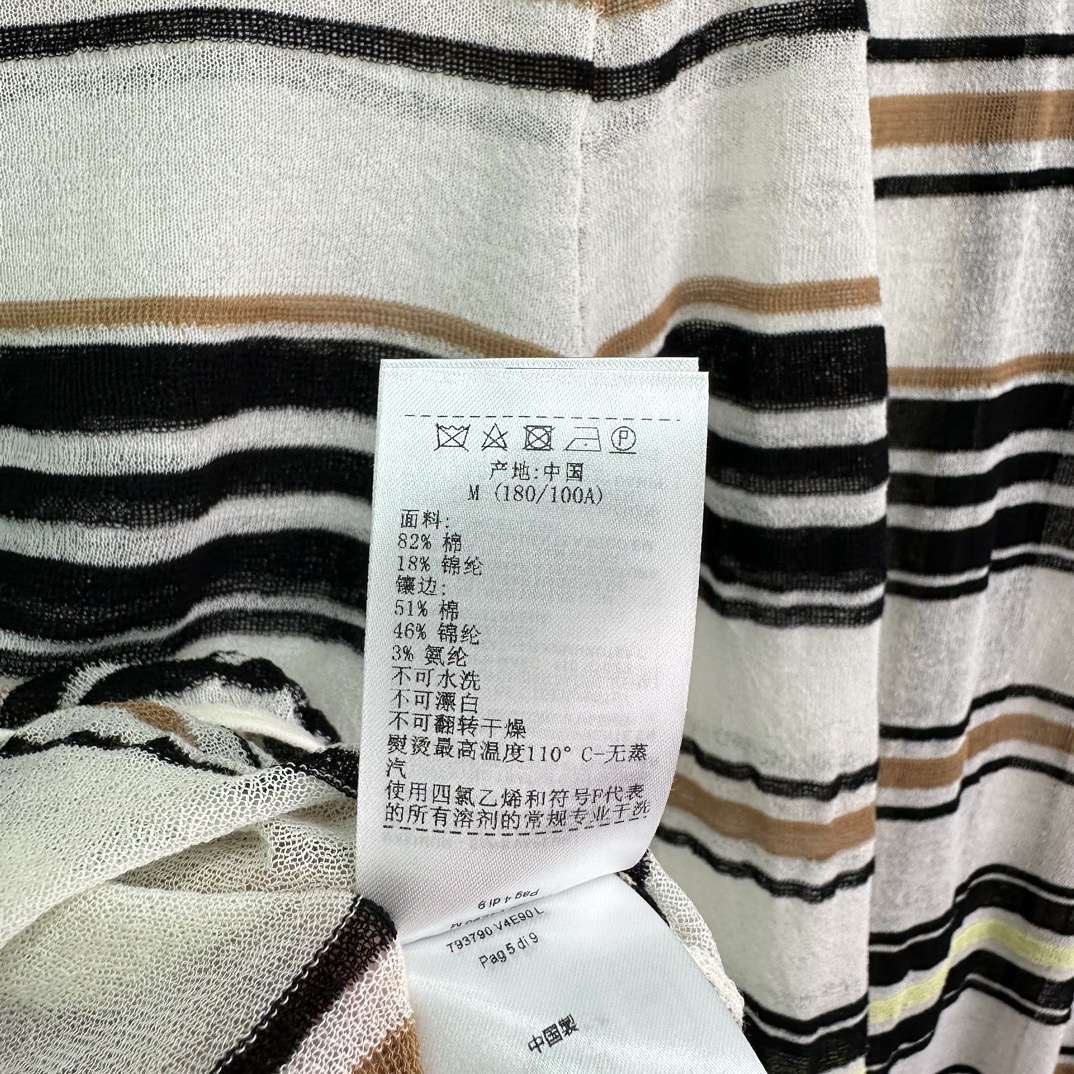 产地:中国
M (180/100A)
面料:
82% 棉
18% 锦纶
镶边:
51% 棉
46% 锦纶
3% 氨纶
不可水洗
不可漂白
不可翻转干燥
熨烫最高温度110° C-无蒸
汽
使用四氯乙烯和符号F代表
的所有溶剂的常规专业干洗
P
Pag 4 di 9
T93790 V4E90 L
Pag 5 di 9
中国製